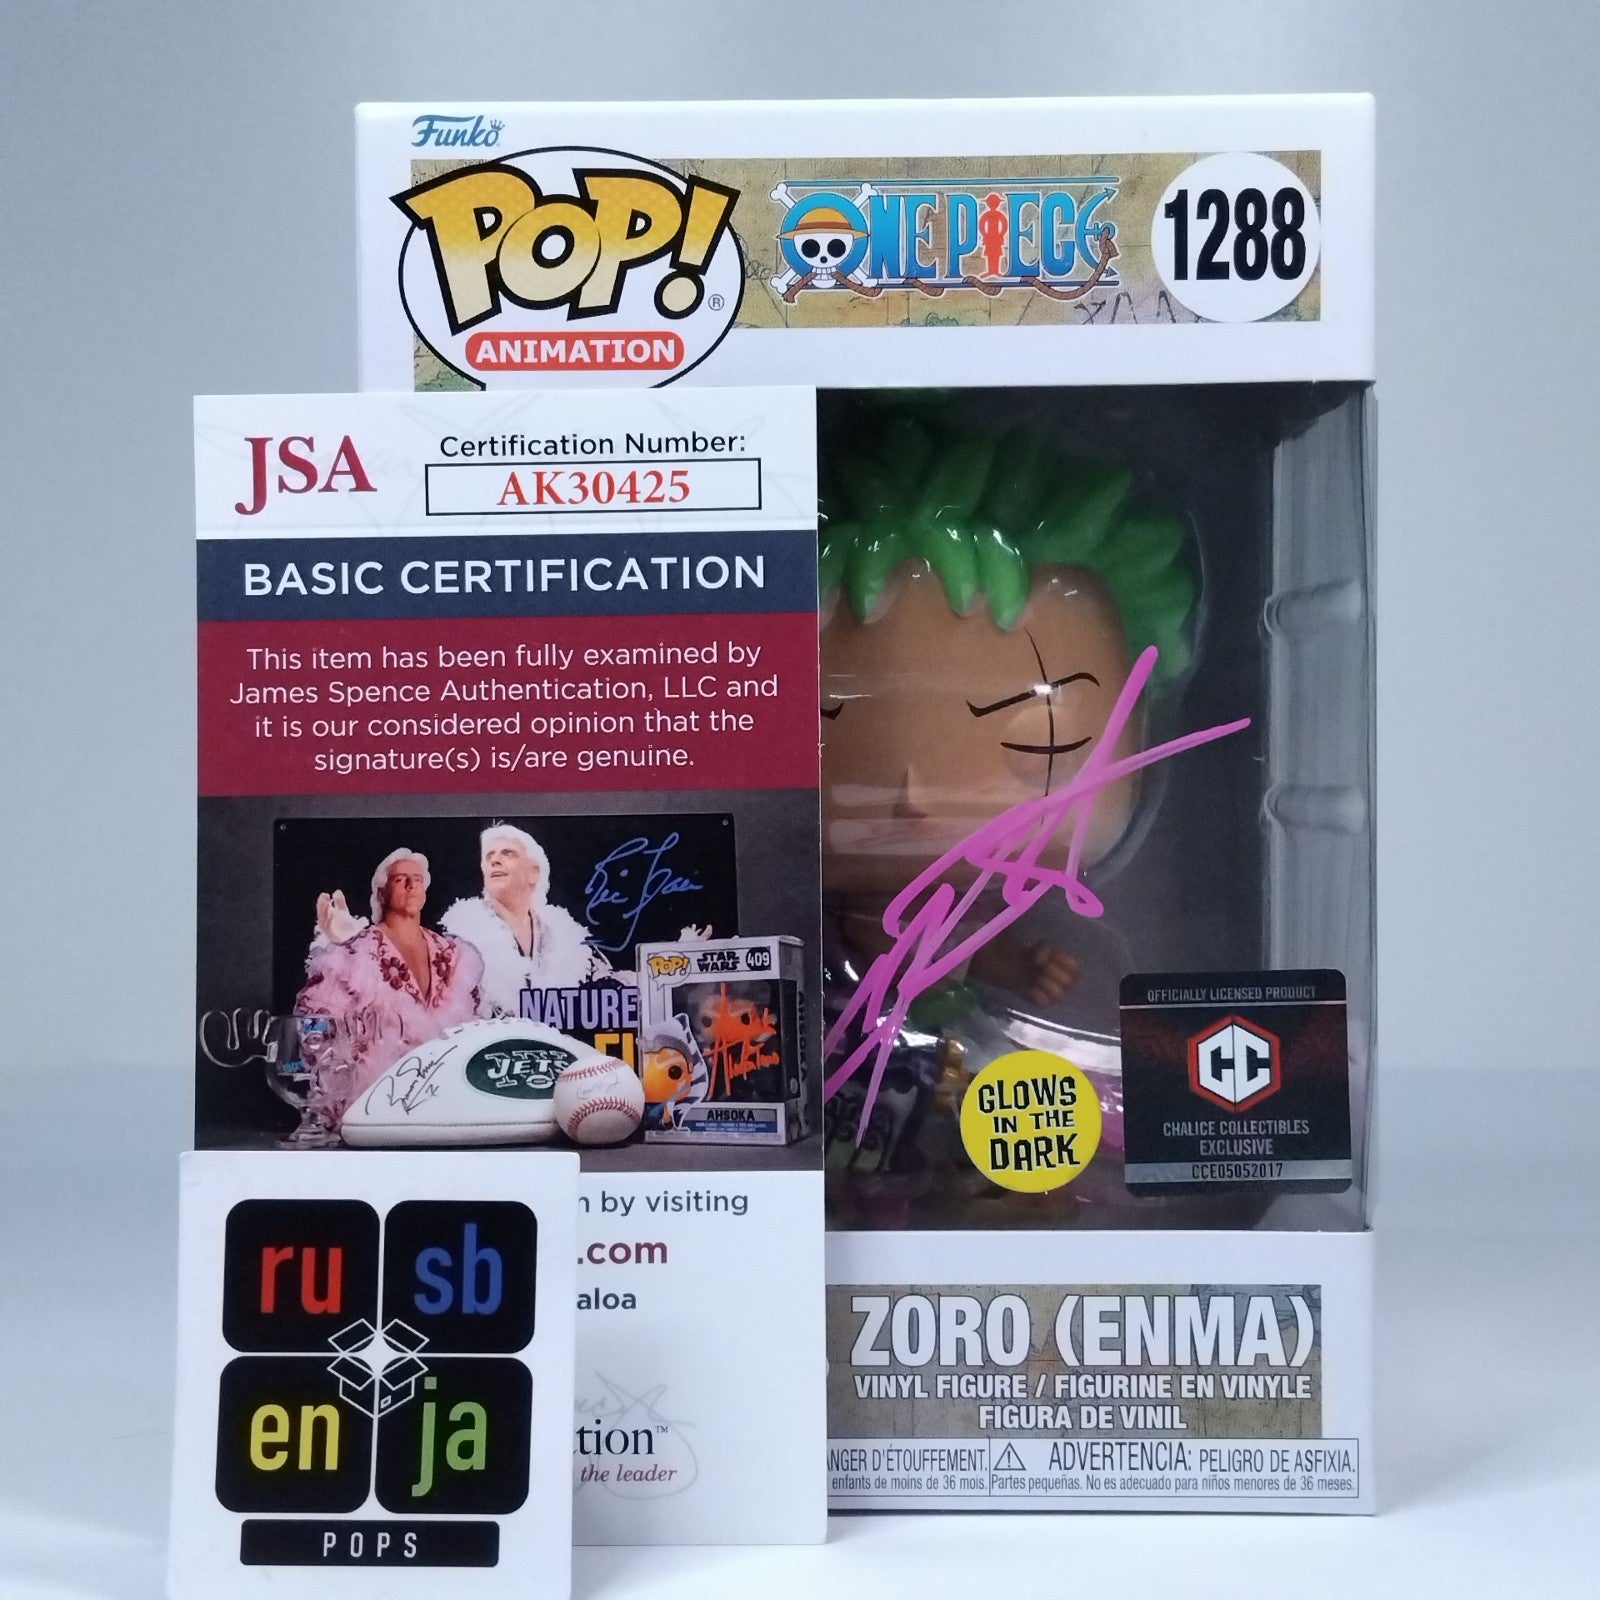 Funko
POP!
®
ANIMATION
ONE PIECE
1288
JSA
Certification Number:
AK30425
BASIC CERTIFICATION
This item has been fully examined by
James Spence Authentication, LLC and
it is our considered opinion that the
signature(s) is/are genuine.
NATURE
POP!
STAR
WARS
409
AHSOKA
JETS
n by visiting
.com
aloa
tion™
the leader
ru
sb
en
ja
POPS
GLOWS
IN THE
DARK
OFFICIALLY LICENSED PRODUCT
CC
CHALICE COLLECTIBLES
EXCLUSIVE
CCE05052017
ZORO (ENMA)
VINYL FIGURE / FIGURINE EN VINYLE
FIGURA DE VINIL
NGER D'ÉTOUFFEMENT.
enfants de moins de 36 mois.
ADVERTENCIA: PELIGRO DE ASFIXIA.
Partes pequeñas. No es adecuado para niños menores de 36 meses.